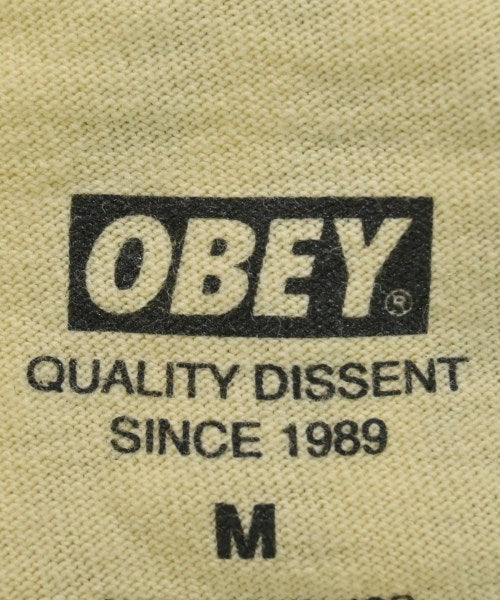 OBEY®
QUALITY DISSENT
SINCE 1989
M